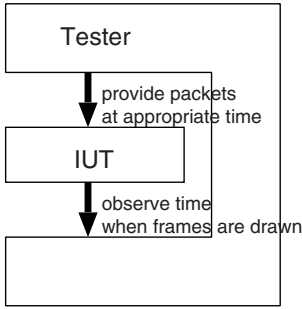 Tester
provide packets
at appropriate time
IUT
observe time
when frames are drawn